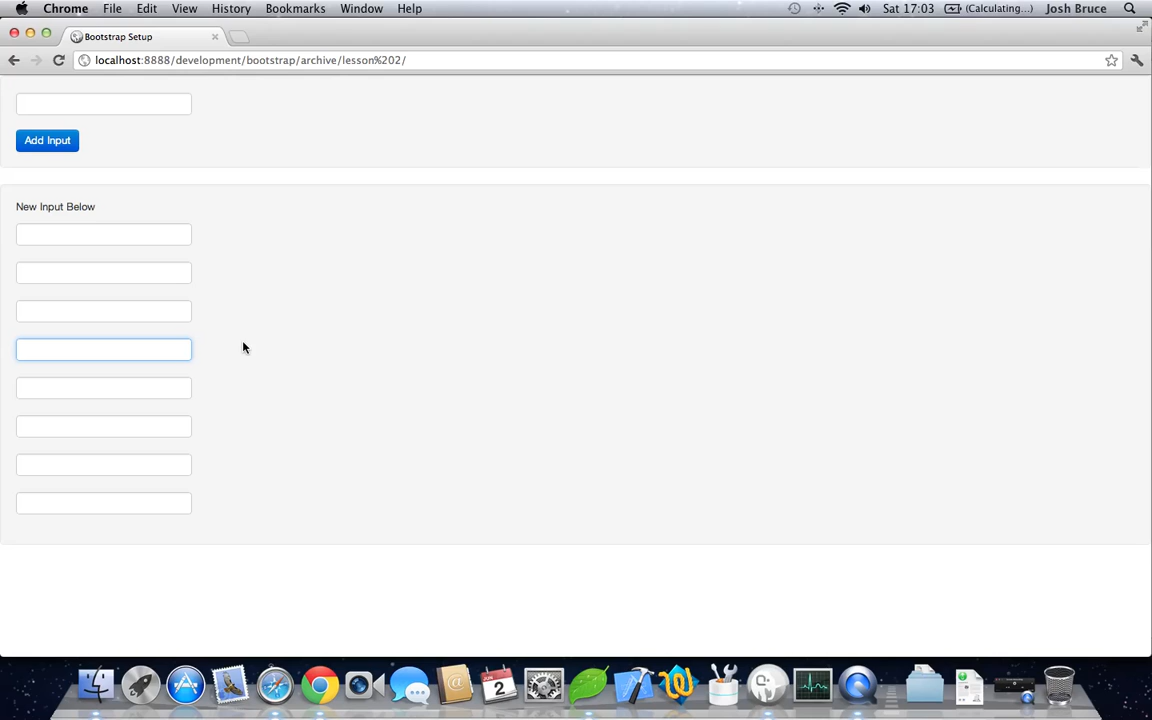 Chrome File Edit View History Bookmarks Window Help Sat 17:03 (Calculating...) Josh Bruce
Bootstrap Setup
localhost:8888/development/bootstrap/archive/lesson%202/
Add Input
New Input Below
JUN
2